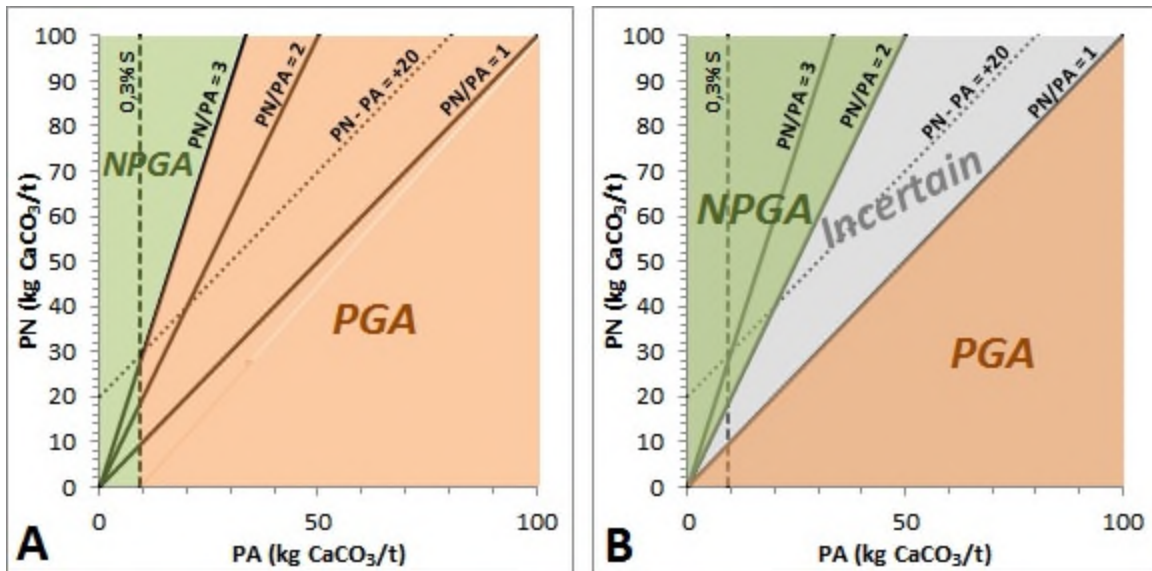 100
90
80
70
60
50
40
30
20
10
0
PN (kg CaCO₃/t)
0,3% S
NPGA
PN/PA = 3
PN/PA = 2
PN - PA = +20
PN/PA = 1
PGA
0
50
100
PA (kg CaCO₃/t)
A
100
90
80
70
60
50
40
30
20
10
0
PN (kg CaCO₃/t)
0,3% S
NPGA
PN/PA = 3
PN/PA = 2
PN - PA = +20
PN/PA = 1
Incertain
PGA
0
50
100
PA (kg CaCO₃/t)
B